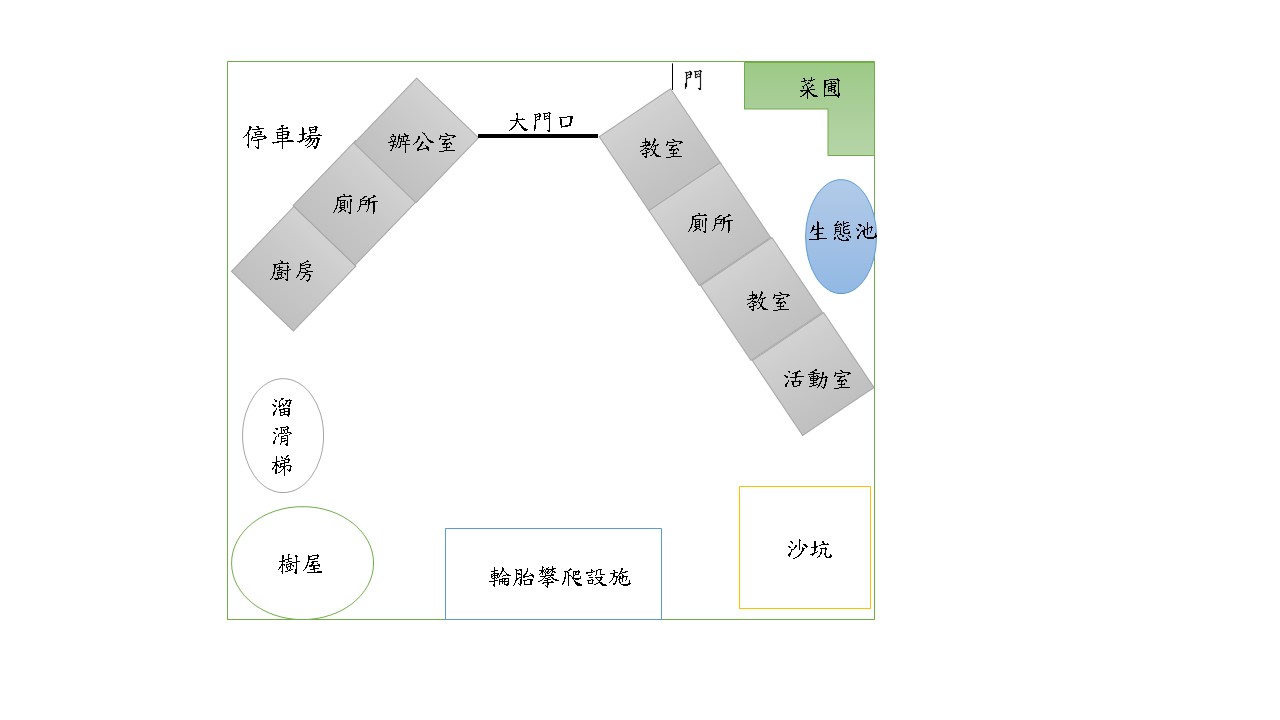 門
菜圃
大門口
停車場
辦公室
教室
廁所
廁所
生態池
廚房
教室
活動室
溜
滑
梯
沙坑
樹屋
輪胎攀爬設施